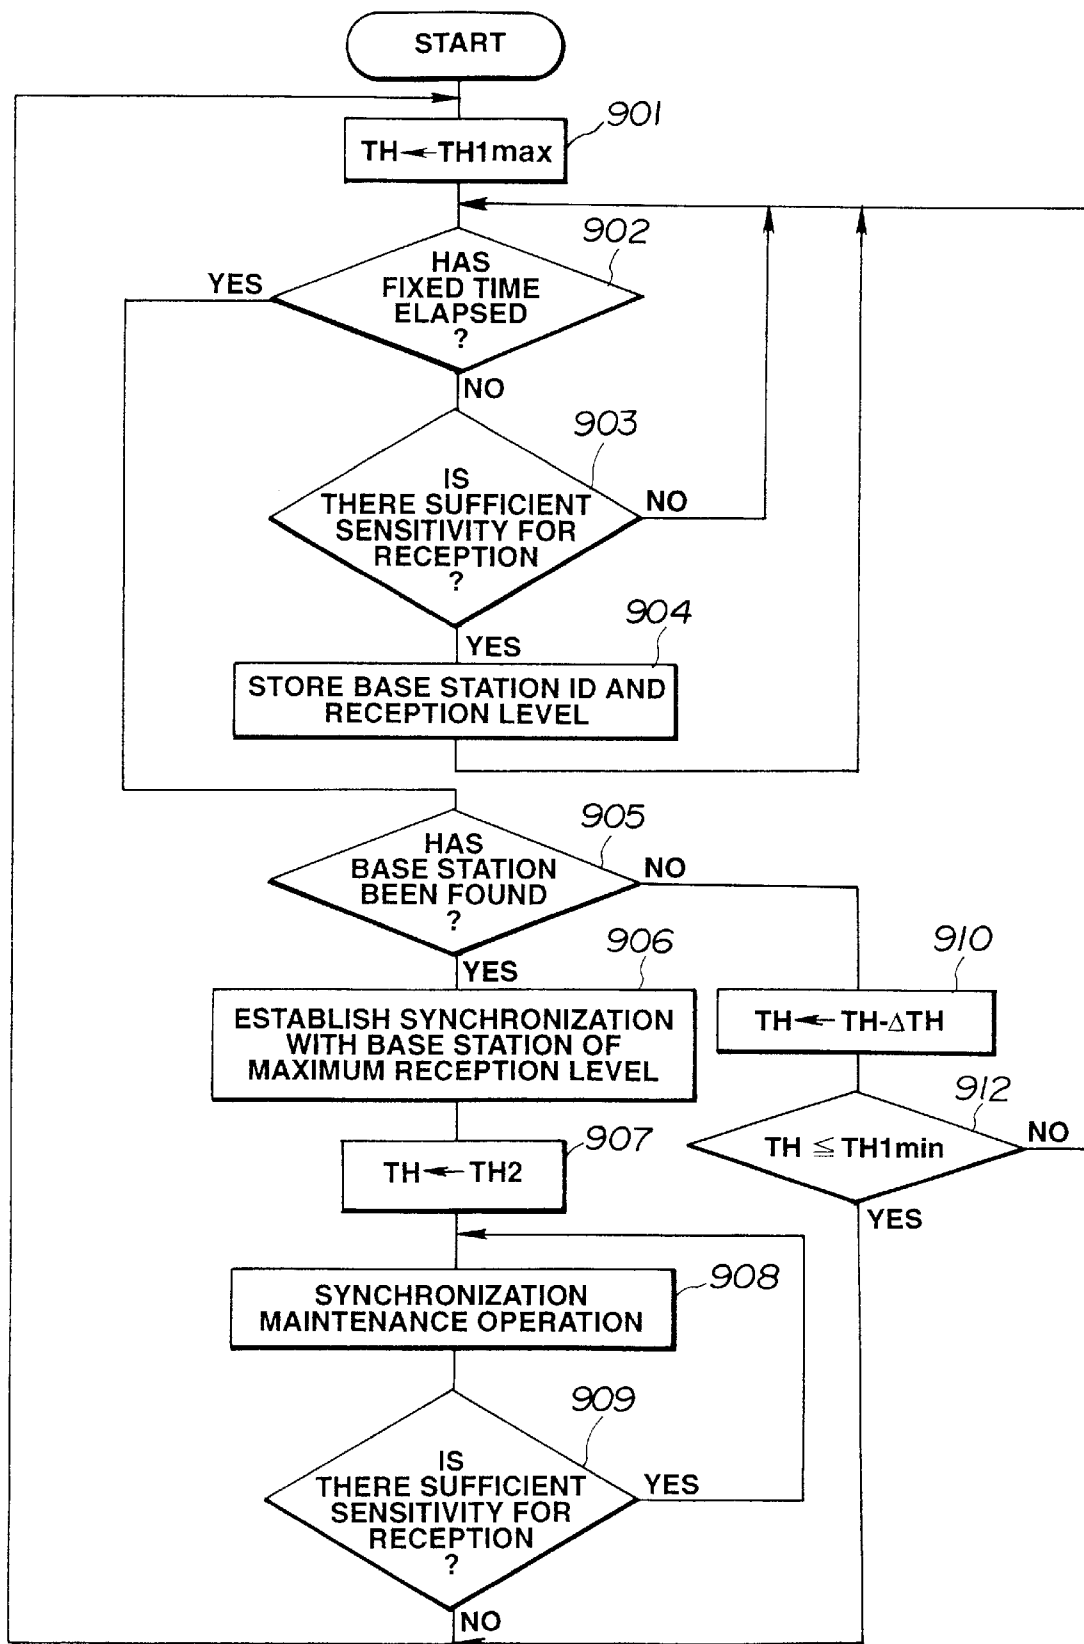 START
901
TH←TH1max
902
YES
HAS
FIXED TIME
ELAPSED
?
NO
903
IS
THERE SUFFICIENT
SENSITIVITY FOR
RECEPTION
?
NO
904
YES
STORE BASE STATION ID AND
RECEPTION LEVEL
905
HAS
BASE STATION
BEEN FOUND
?
NO
906
YES
910
ESTABLISH SYNCHRONIZATION
WITH BASE STATION OF
MAXIMUM RECEPTION LEVEL
TH←TH-ΔTH
912
907
TH←TH2
TH ≦ TH1min
NO
YES
908
SYNCHRONIZATION
MAINTENANCE OPERATION
909
IS
THERE SUFFICIENT
SENSITIVITY FOR
RECEPTION
?
YES
NO